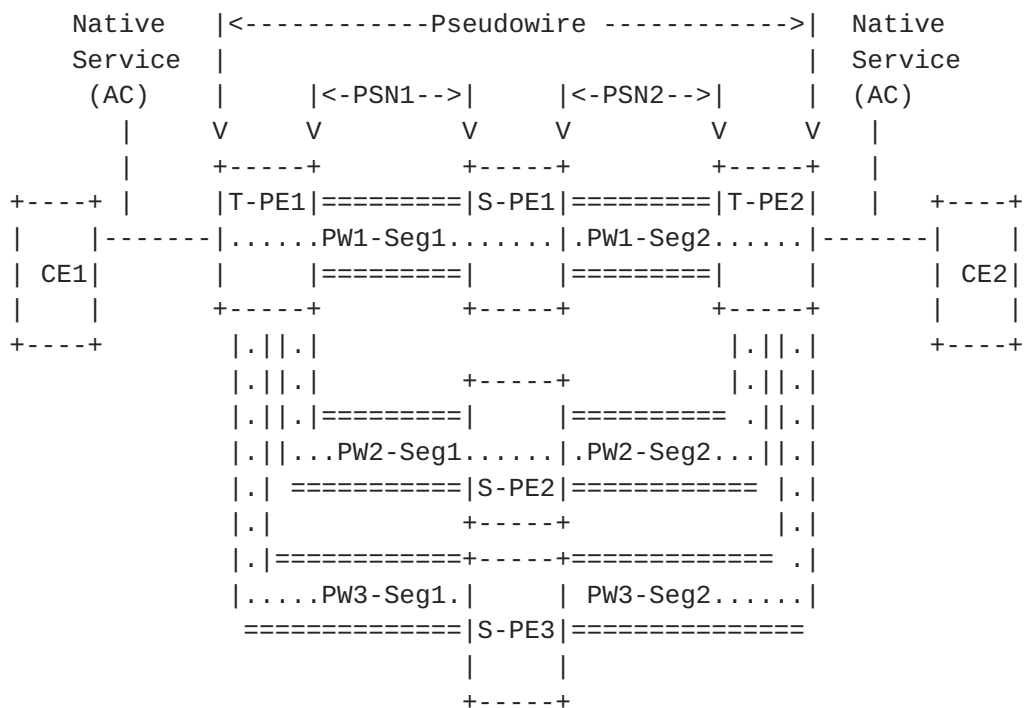 Native   |<------------Pseudowire ------------>|  Native
Service  |                                     |  Service
(AC)   |     |<-PSN1-->|     |<-PSN2-->|     |  (AC)
|     V     V         V     V         V     V   |
|     +-----+         +-----+         +-----+   |
+----+ |     |T-PE1|=========|S-PE1|=========|T-PE2|   |   +----+
|    |-------|......PW1-Seg1.......|.PW1-Seg2......|-------|    |
| CE1|       |     |=========|     |=========|     |       | CE2|
|    |       +-----+         +-----+         +-----+       |    |
+----+        |.||.|                          |.||.|       +----+
|.||.|         +-----+          |.||.|
|.||.|=========|     |========== .||.|
|.||...PW2-Seg1......|.PW2-Seg2...||.|
|.| ===========|S-PE2|============ |.|
|.|            +-----+             |.|
|.|============+-----+============= .|
|.....PW3-Seg1.|     | PW3-Seg2......|
==============|S-PE3|===============
|     |
+-----+